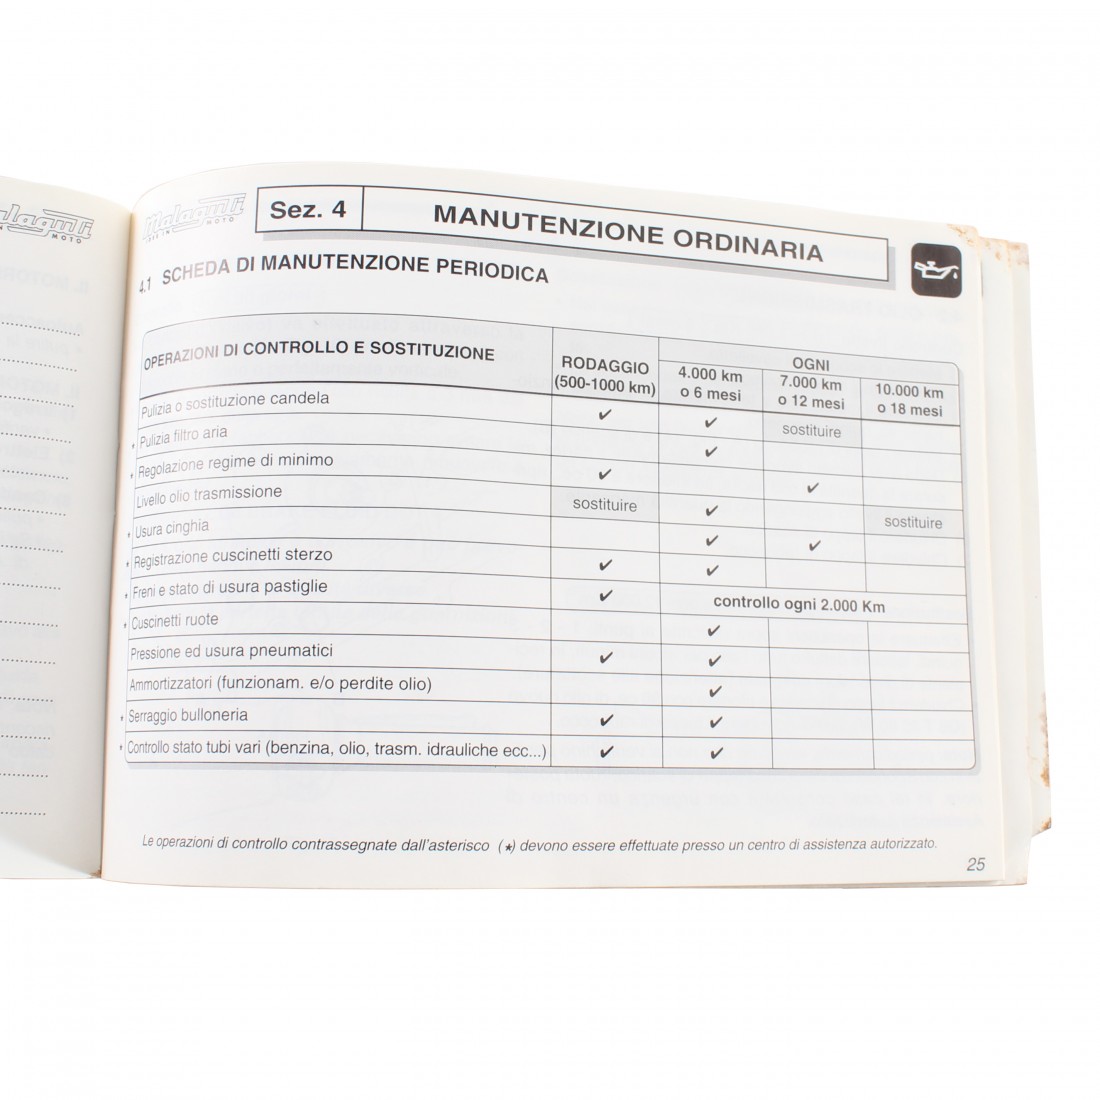 Malaguti
MOTO
Sez. 4 MANUTENZIONE ORDINARIA
4.1 SCHEDA DI MANUTENZIONE PERIODICA
OPERAZIONI DI CONTROLLO E SOSTITUZIONE RODAGGIO (500-1000 km) OGNI
4.000 km o 6 mesi 7.000 km o 12 mesi 10.000 km o 18 mesi
Pulizia o sostituzione candela ✓ ✓ sostituire
* Pulizia filtro aria ✓
* Regolazione regime di minimo ✓ ✓
Livello olio trasmissione sostituire ✓ sostituire
* Usura cinghia ✓ ✓
* Registrazione cuscinetti sterzo ✓ ✓
* Freni e stato di usura pastiglie ✓ controllo ogni 2.000 Km
* Cuscinetti ruote ✓
Pressione ed usura pneumatici ✓ ✓
Ammortizzatori (funzionam. e/o perdite olio) ✓
* Serraggio bulloneria ✓ ✓
* Controllo stato tubi vari (benzina, olio, trasm. idrauliche ecc...) ✓ ✓
Le operazioni di controllo contrassegnate dall'asterisco (*) devono essere effettuate presso un centro di assistenza autorizzato.
25